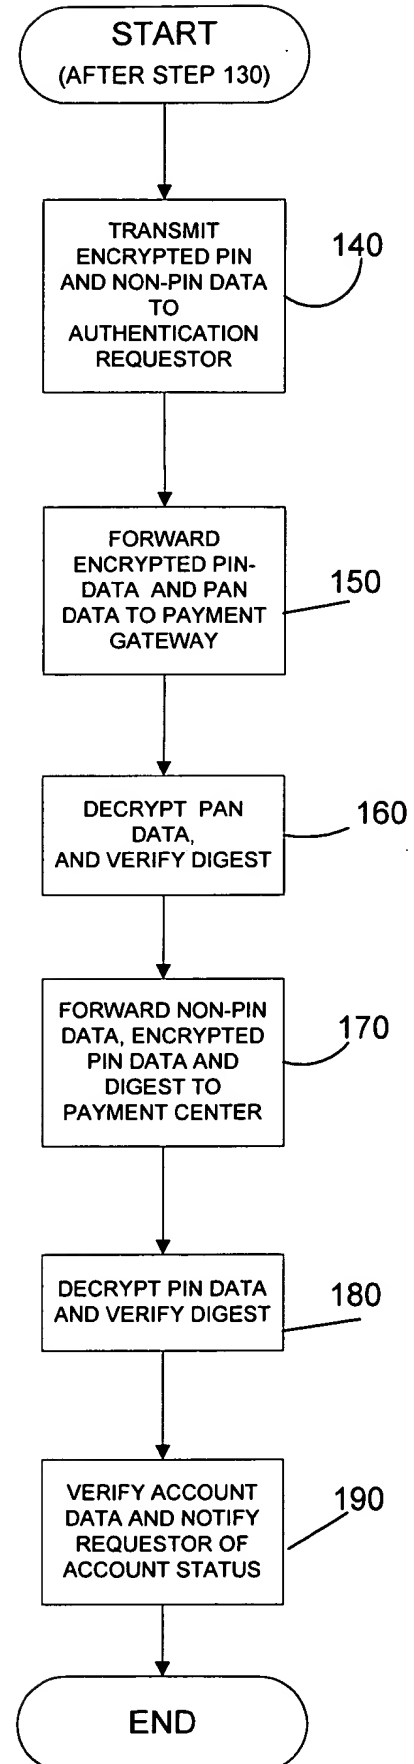 START
(AFTER STEP 130)
TRANSMIT
ENCRYPTED PIN
AND NON-PIN DATA
TO
AUTHENTICATION
REQUESTOR
140
FORWARD
ENCRYPTED PIN-
DATA AND PAN
DATA TO PAYMENT
GATEWAY
150
DECRYPT PAN
DATA,
AND VERIFY DIGEST
160
FORWARD NON-PIN
DATA, ENCRYPTED
PIN DATA AND
DIGEST TO
PAYMENT CENTER
170
DECRYPT PIN DATA
AND VERIFY DIGEST
180
VERIFY ACCOUNT
DATA AND NOTIFY
REQUESTOR OF
ACCOUNT STATUS
190
END